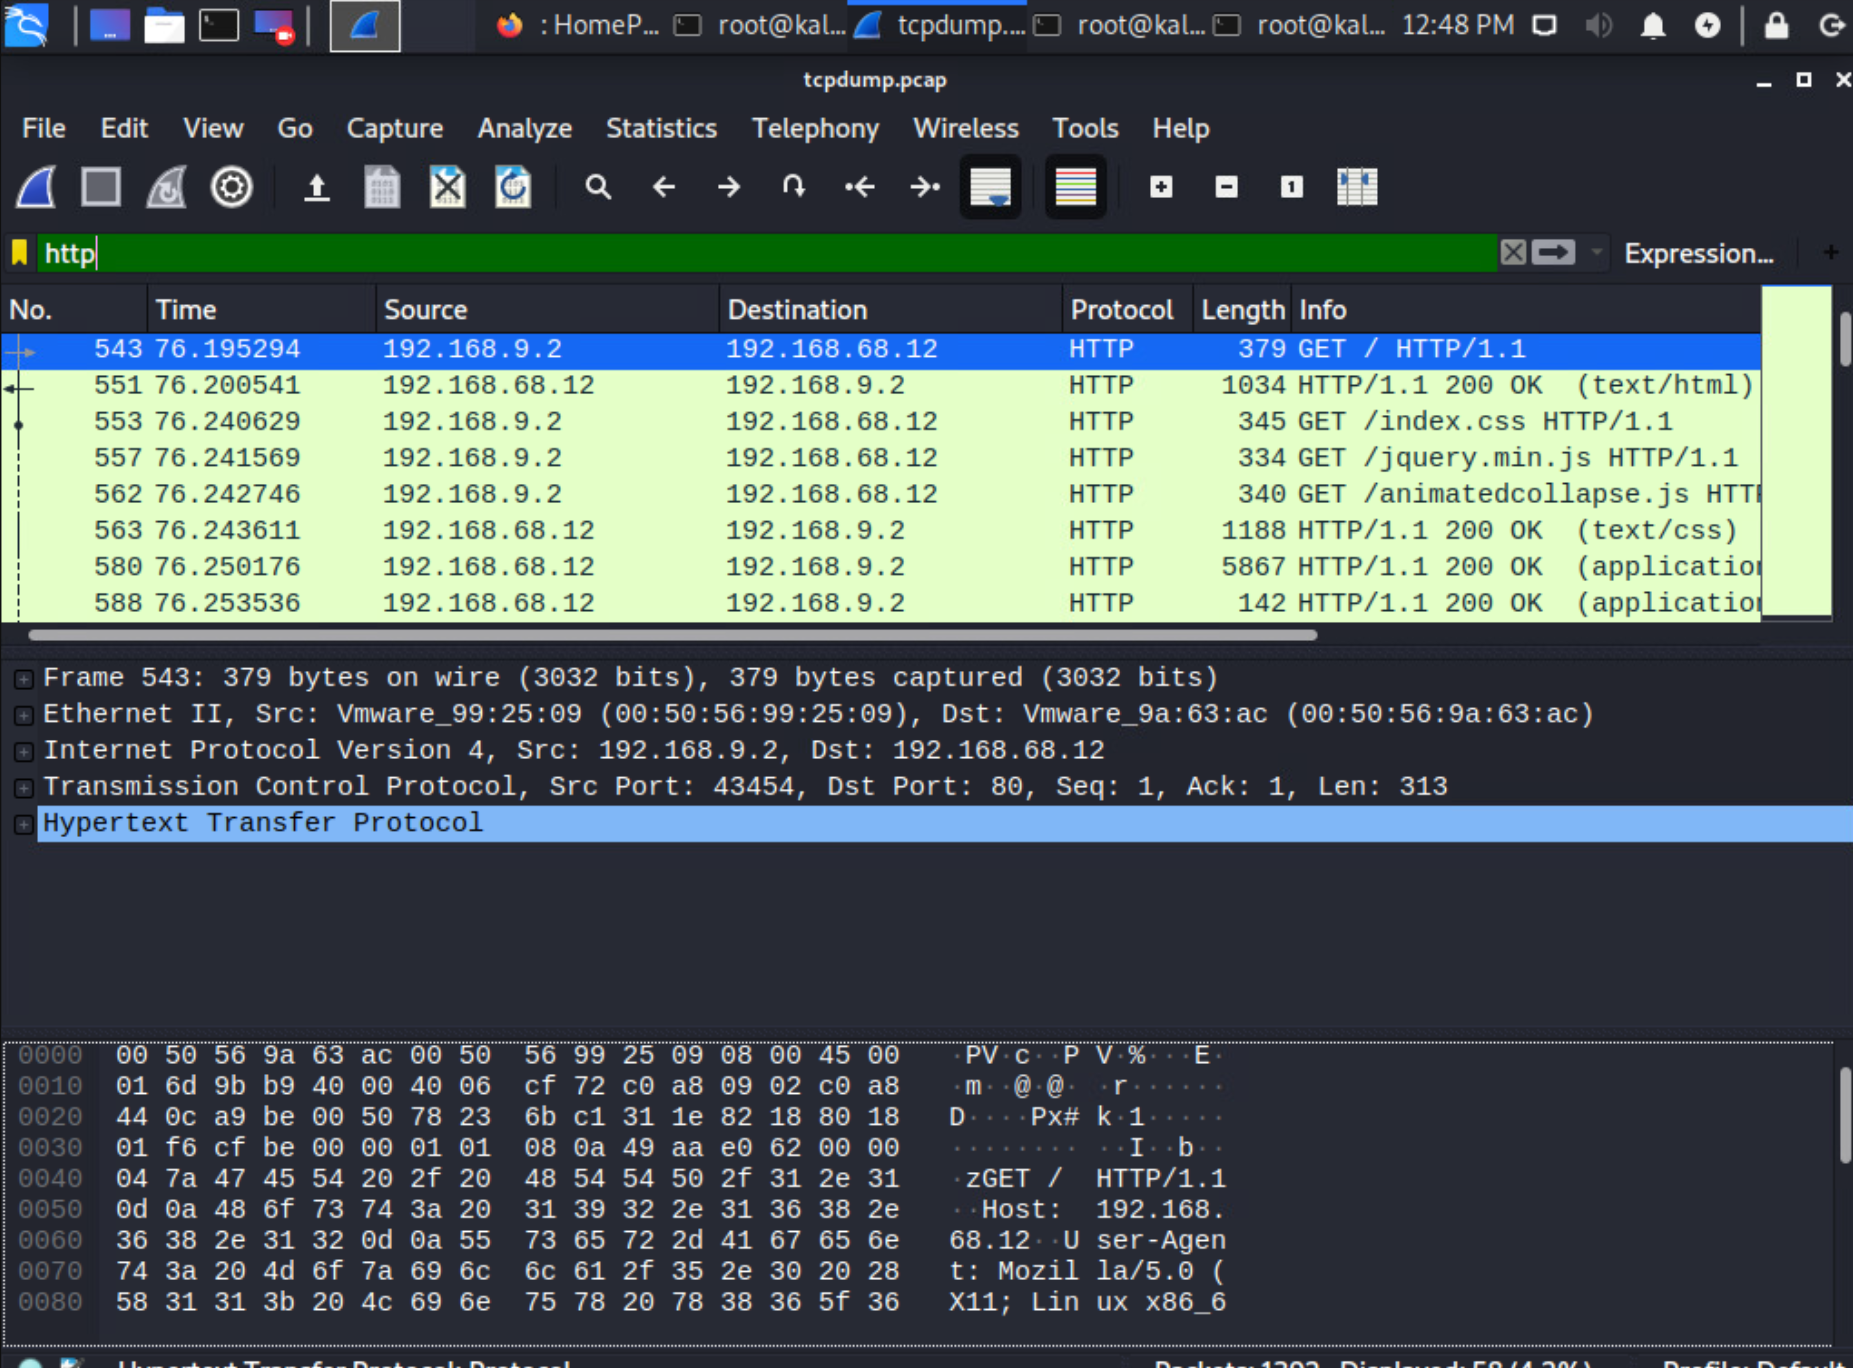 : HomeP... root@kal... tcpdump.... root@kal... root@kal... 12:48 PM
tcpdump.pcap
File Edit View Go Capture Analyze Statistics Telephony Wireless Tools Help
http Expression... +
No. Time Source Destination Protocol Length Info
543 76.195294 192.168.9.2 192.168.68.12 HTTP 379 GET / HTTP/1.1
551 76.200541 192.168.68.12 192.168.9.2 HTTP 1034 HTTP/1.1 200 OK (text/html)
553 76.240629 192.168.9.2 192.168.68.12 HTTP 345 GET /index.css HTTP/1.1
557 76.241569 192.168.9.2 192.168.68.12 HTTP 334 GET /jquery.min.js HTTP/1.1
562 76.242746 192.168.9.2 192.168.68.12 HTTP 340 GET /animatedcollapse.js HTT
563 76.243611 192.168.68.12 192.168.9.2 HTTP 1188 HTTP/1.1 200 OK (text/css)
580 76.250176 192.168.68.12 192.168.9.2 HTTP 5867 HTTP/1.1 200 OK (application
588 76.253536 192.168.68.12 192.168.9.2 HTTP 142 HTTP/1.1 200 OK (application
Frame 543: 379 bytes on wire (3032 bits), 379 bytes captured (3032 bits)
Ethernet II, Src: Vmware_99:25:09 (00:50:56:99:25:09), Dst: Vmware_9a:63:ac (00:50:56:9a:63:ac)
Internet Protocol Version 4, Src: 192.168.9.2, Dst: 192.168.68.12
Transmission Control Protocol, Src Port: 43454, Dst Port: 80, Seq: 1, Ack: 1, Len: 313
Hypertext Transfer Protocol
0000 00 50 56 9a 63 ac 00 50 56 99 25 09 08 00 45 00 ·PV·c··P V·%···E·
0010 01 6d 9b b9 40 00 40 06 cf 72 c0 a8 09 02 c0 a8 ·m··@·@· ·r······
0020 44 0c a9 be 00 50 78 23 6b c1 31 1e 82 18 80 18 D····Px# k·1·····
0030 01 f6 cf be 00 00 01 01 08 0a 49 aa e0 62 00 00 ········ ··I··b··
0040 04 7a 47 45 54 20 2f 20 48 54 54 50 2f 31 2e 31 ·zGET / HTTP/1.1
0050 0d 0a 48 6f 73 74 3a 20 31 39 32 2e 31 36 38 2e ··Host: 192.168.
0060 36 38 2e 31 32 0d 0a 55 73 65 72 2d 41 67 65 6e 68.12··U ser-Agen
0070 74 3a 20 4d 6f 7a 69 6c 6c 61 2f 35 2e 30 20 28 t: Mozil la/5.0 (
0080 58 31 31 3b 20 4c 69 6e 75 78 20 78 38 36 5f 36 X11; Lin ux x86_6
Hypertext Transfer Protocol: Protocol Packets: 1392 · Displayed: 58 (4.2%) Profile: Default